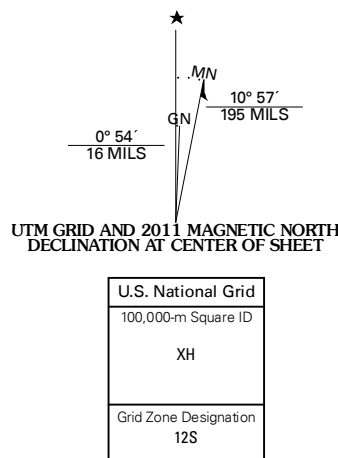 ★
MN
GN
10° 57´
195 MILS
0° 54´
16 MILS
UTM GRID AND 2011 MAGNETIC NORTH
DECLINATION AT CENTER OF SHEET
U.S. National Grid
100,000-m Square ID
XH
Grid Zone Designation
12S